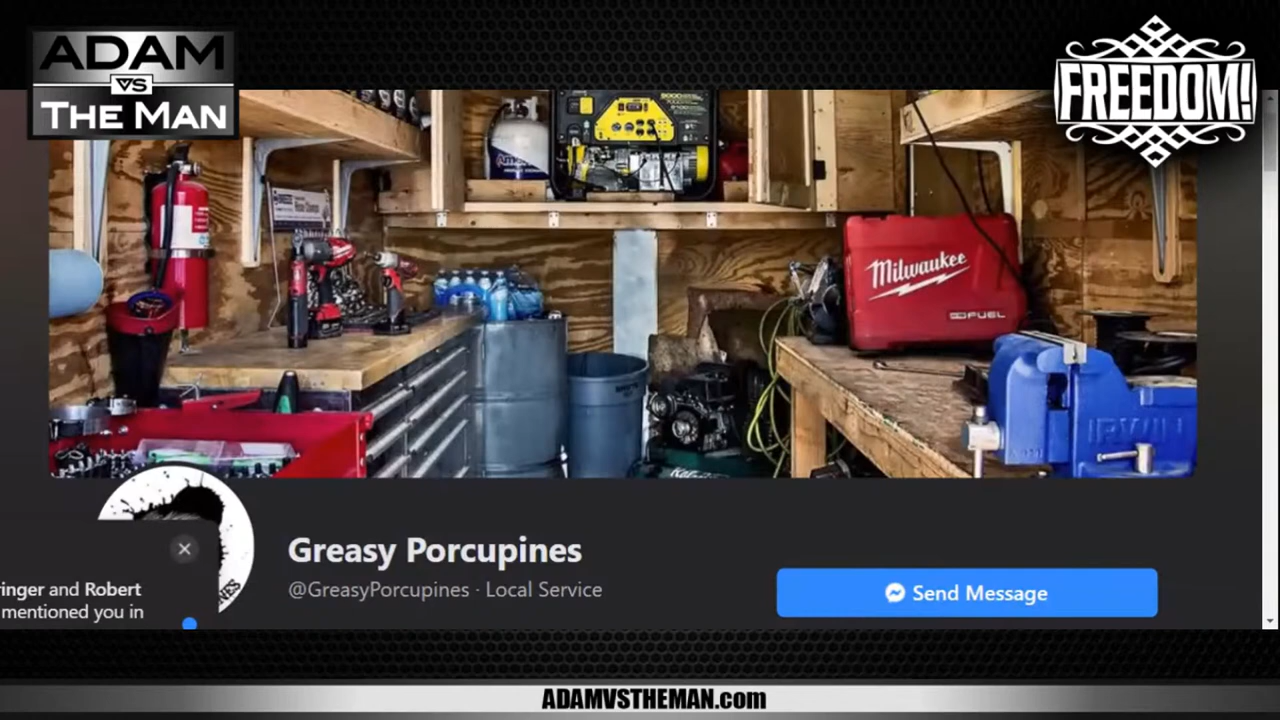 ADAM
VS
THE MAN
FREEDOM!
Milwaukee
FUEL
IRWIN
Greasy Porcupines
@GreasyPorcupines · Local Service
Send Message
ringer and Robert
mentioned you in
ADAMVSTHEMAN.com